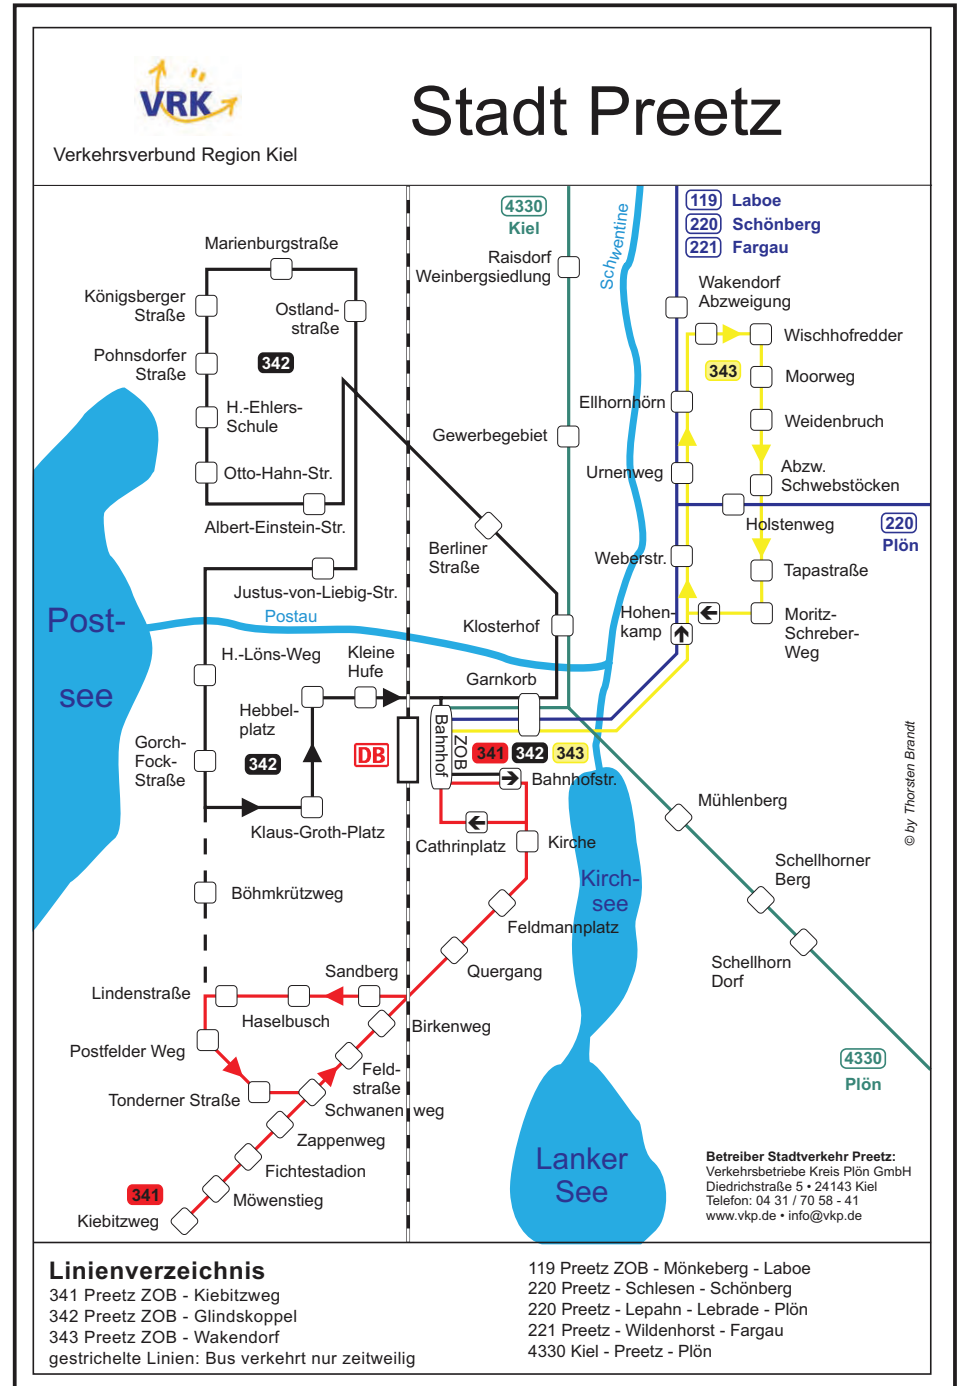 VRK
Verkehrsverbund Region Kiel
Stadt Preetz
4330
Kiel
Schwentine
119 Laboe
220 Schönberg
221 Fargau
Marienburgstraße
Königsberger
Straße
Ostland-
straße
Pohnsdorfer
Straße
342
H.-Ehlers-
Schule
Otto-Hahn-Str.
Albert-Einstein-Str.
Justus-von-Liebig-Str.
Raisdorf
Weinbergsiedlung
Gewerbegebiet
Berliner
Straße
Klosterhof
Garnkorb
Wakendorf
Abzweigung
Wischhofredder
343
Moorweg
Ellhornhörn
Weidenbruch
Urnenweg
Abzw.
Schwebstöcken
Holstenweg
220
Plön
Weberstr.
Tapastraße
Hohen-
kamp
Moritz-
Schreber-
Weg
Post-
see
Postau
H.-Löns-Weg
Kleine
Hufe
Hebbel-
platz
Gorch-
Fock-
Straße
342
Klaus-Groth-Platz
DB
Bahnhof
ZOB
341 342 343
Bahnhofstr.
Cathrinplatz
Kirche
Böhmkrützweg
Kirch-
see
Feldmannplatz
Quergang
Mühlenberg
Schellhorner
Berg
Schellhorn
Dorf
4330
Plön
© by Thorsten Brandt
Sandberg
Lindenstraße
Haselbusch
Birkenweg
Postfelder Weg
Feld-
straße
Tonderner Straße
Schwanenweg
Zappenweg
Fichtestadion
341
Möwenstieg
Kiebitzweg
Lanker
See
Betreiber Stadtverkehr Preetz:
Verkehrsbetriebe Kreis Plön GmbH
Diedrichstraße 5 • 24143 Kiel
Telefon: 04 31 / 70 58 - 41
www.vkp.de • info@vkp.de
Linienverzeichnis
341 Preetz ZOB - Kiebitzweg
342 Preetz ZOB - Glindskoppel
343 Preetz ZOB - Wakendorf
gestrichelte Linien: Bus verkehrt nur zeitweilig
119 Preetz ZOB - Mönkeberg - Laboe
220 Preetz - Schlesen - Schönberg
220 Preetz - Lepahn - Lebrade - Plön
221 Preetz - Wildenhorst - Fargau
4330 Kiel - Preetz - Plön